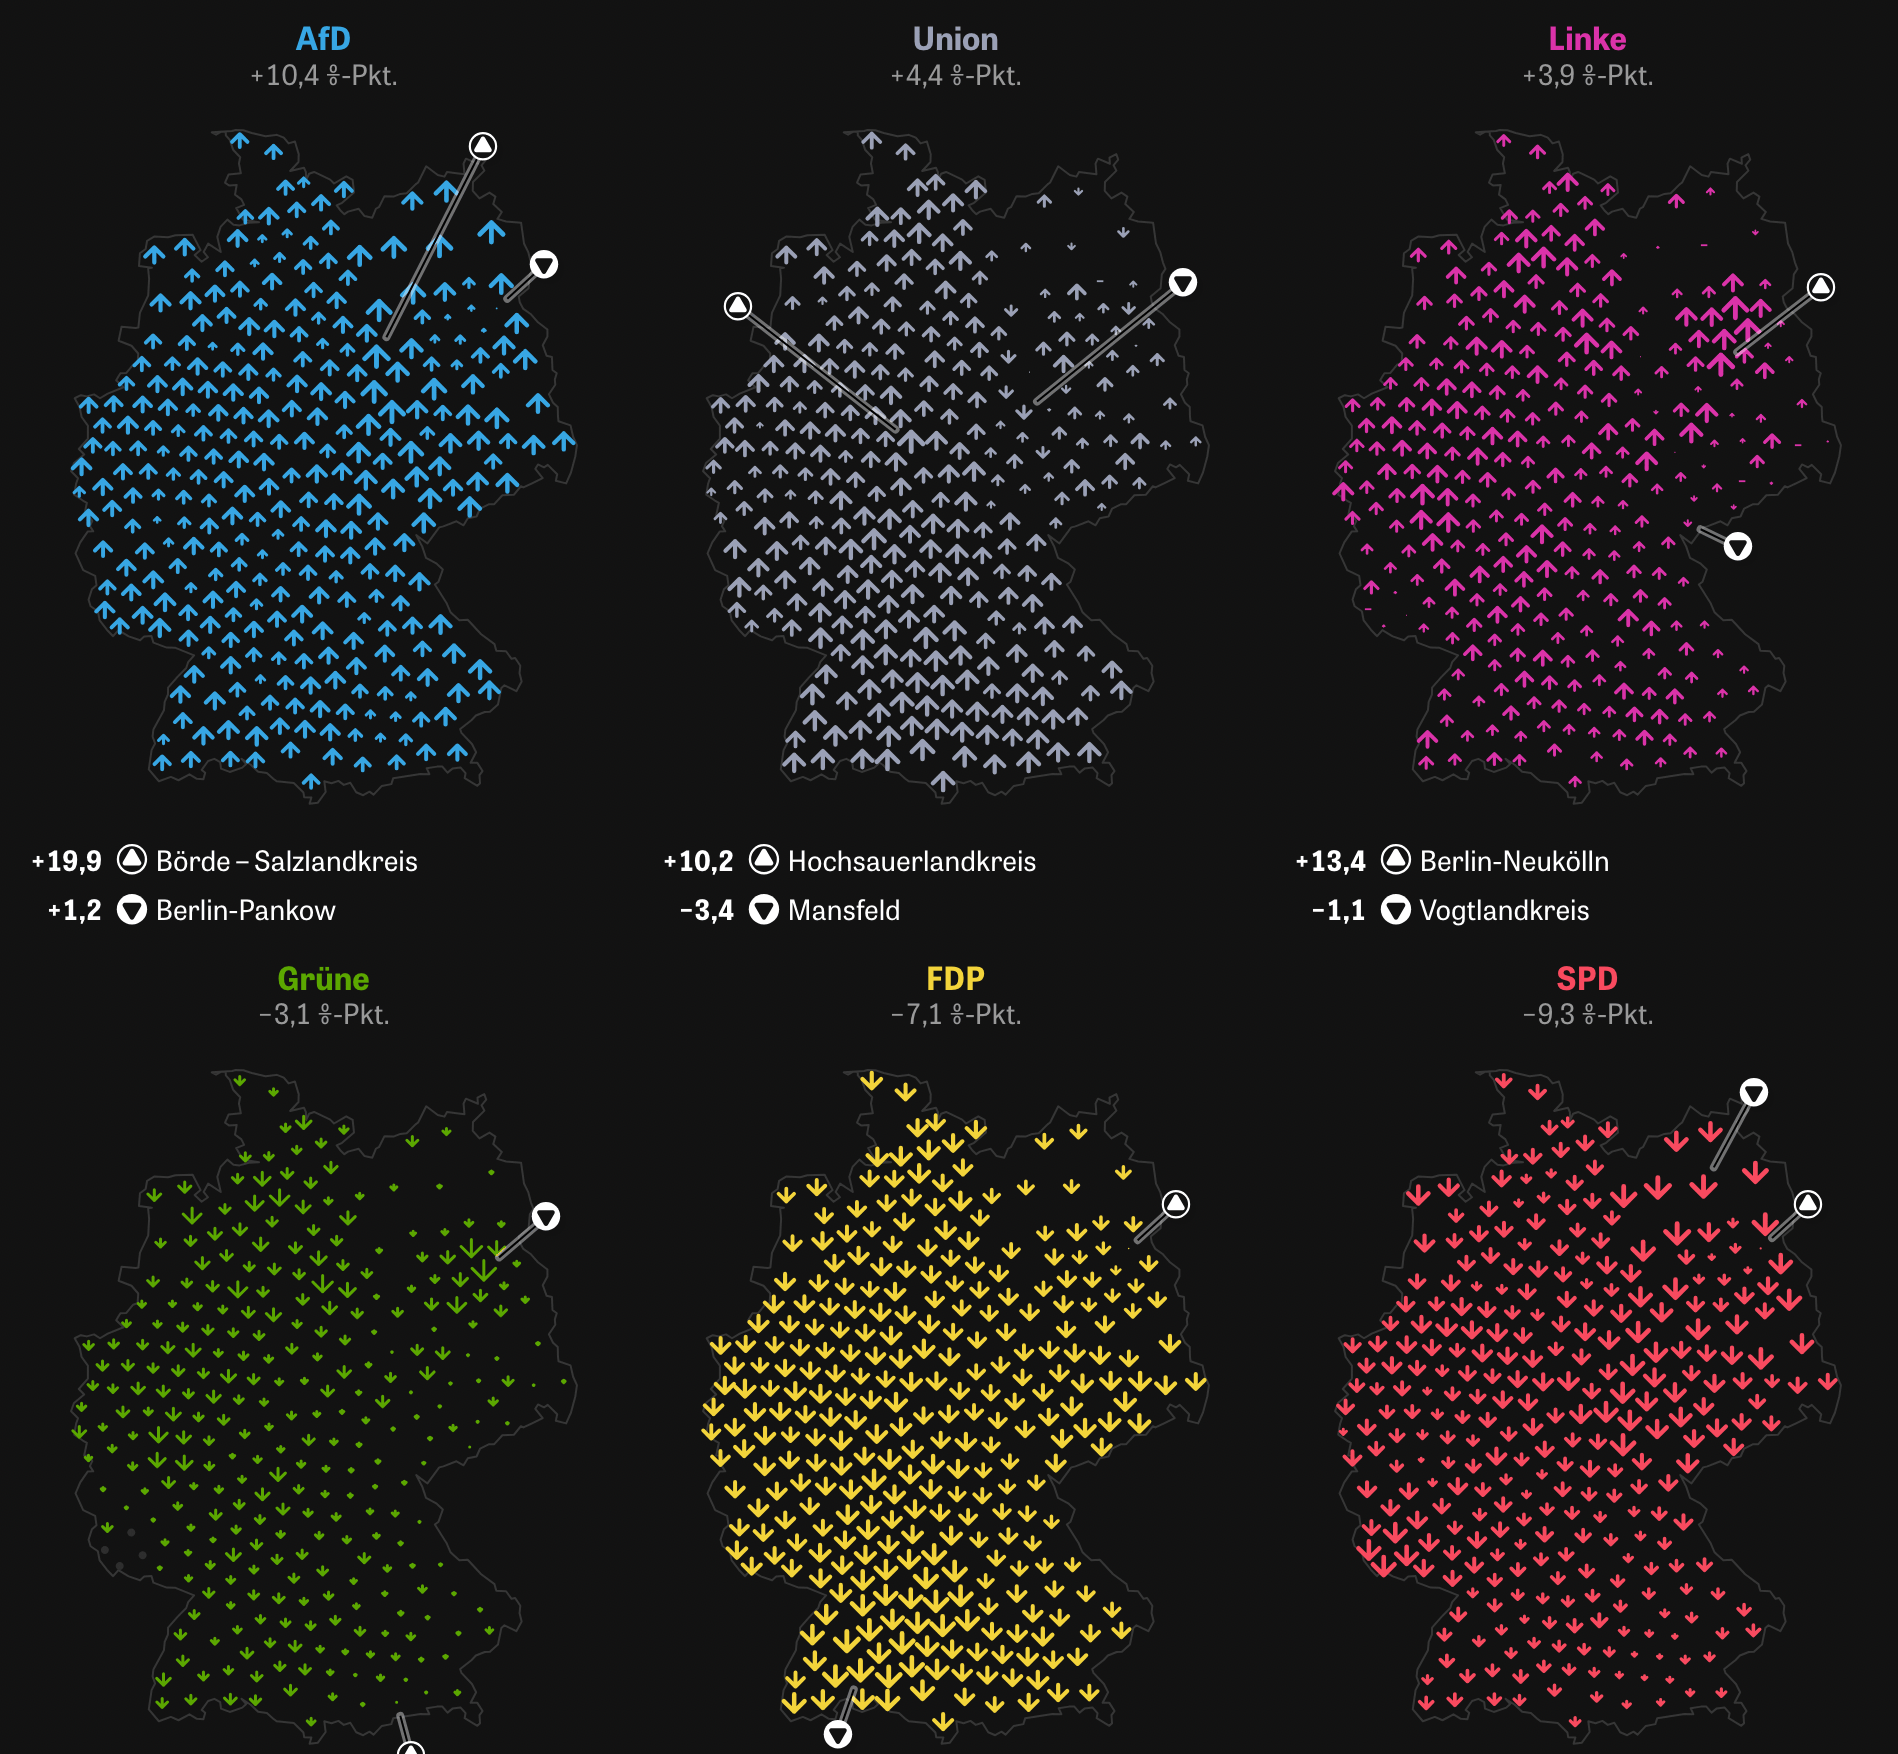 AfD
+10,4 %-Pkt.
Union
+4,4 %-Pkt.
Linke
+3,9 %-Pkt.
+19,9 Börde – Salzlandkreis
+1,2 Berlin-Pankow
+10,2 Hochsauerlandkreis
−3,4 Mansfeld
+13,4 Berlin-Neukölln
−1,1 Vogtlandkreis
Grüne
−3,1 %-Pkt.
FDP
−7,1 %-Pkt.
SPD
−9,3 %-Pkt.